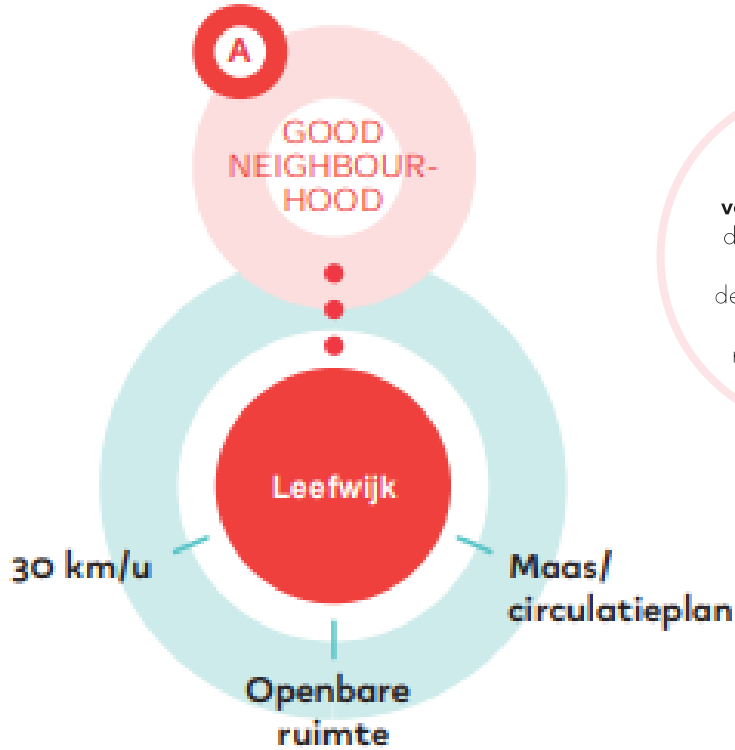 A
GOOD
NEIGHBOUR-
HOOD
Leefwijk
30 km/u
Maas/
circulatieplan
Openbare
ruimte